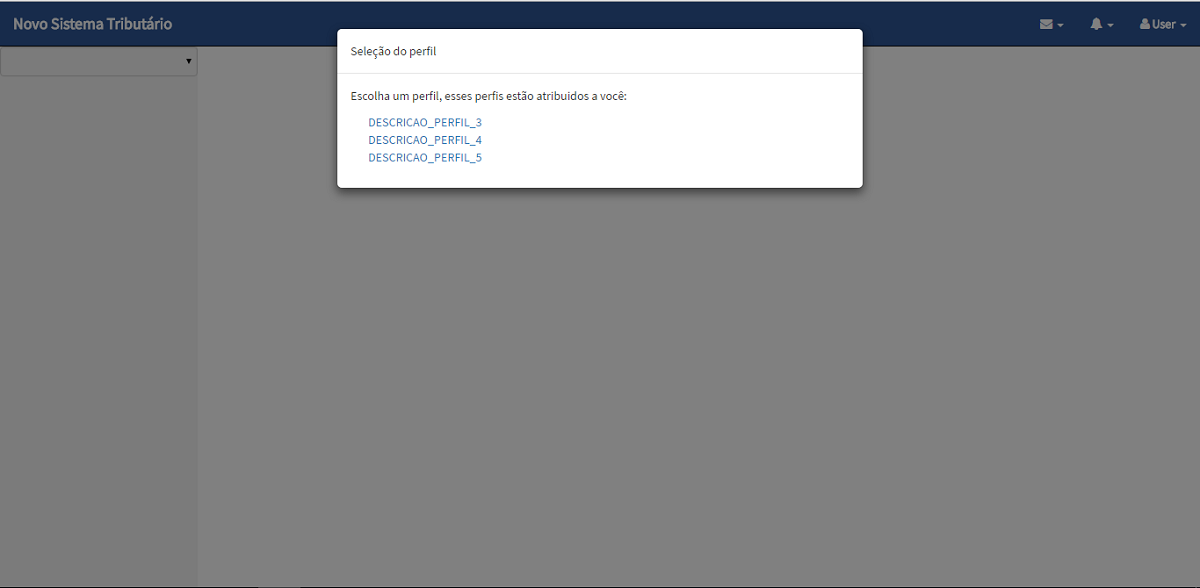 Novo Sistema Tributário
User
Seleção do perfil
Escolha um perfil, esses perfis estão atribuidos a você:
DESCRICAO_PERFIL_3
DESCRICAO_PERFIL_4
DESCRICAO_PERFIL_5